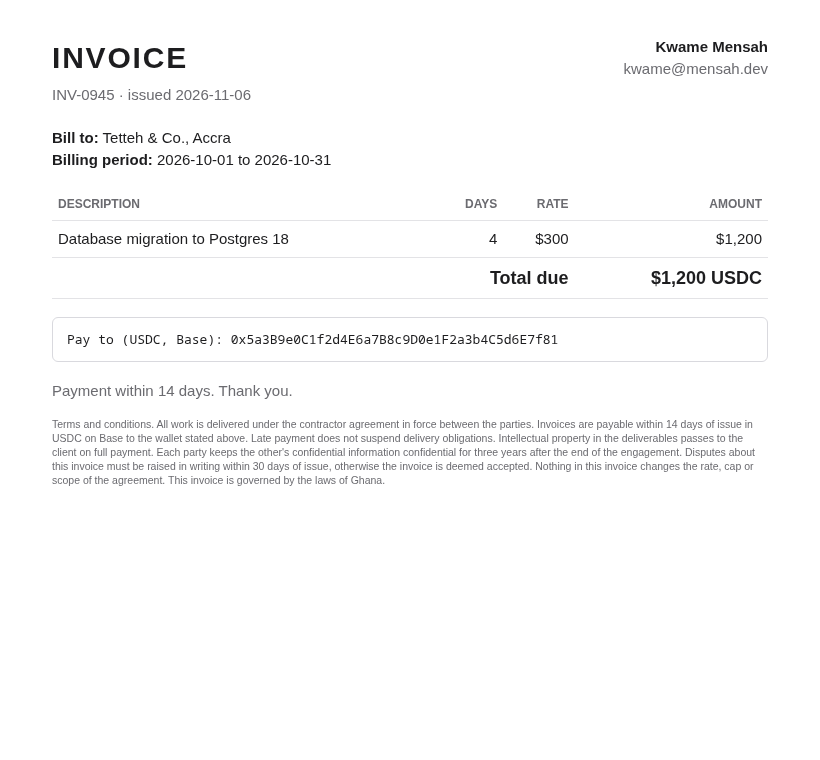 INVOICE
Kwame Mensah
kwame@mensah.dev
INV-0945 · issued 2026-11-06
Bill to: Tetteh & Co., Accra
Billing period: 2026-10-01 to 2026-10-31
DESCRIPTION DAYS RATE AMOUNT
Database migration to Postgres 18 4 $300 $1,200
Total due $1,200 USDC
Pay to (USDC, Base): 0x5a3B9e0C1f2d4E6a7B8c9D0e1F2a3b4C5d6E7f81
Payment within 14 days. Thank you.
Terms and conditions. All work is delivered under the contractor agreement in force between the parties. Invoices are payable within 14 days of issue in
USDC on Base to the wallet stated above. Late payment does not suspend delivery obligations. Intellectual property in the deliverables passes to the
client on full payment. Each party keeps the other's confidential information confidential for three years after the end of the engagement. Disputes about
this invoice must be raised in writing within 30 days of issue, otherwise the invoice is deemed accepted. Nothing in this invoice changes the rate, cap or
scope of the agreement. This invoice is governed by the laws of Ghana.